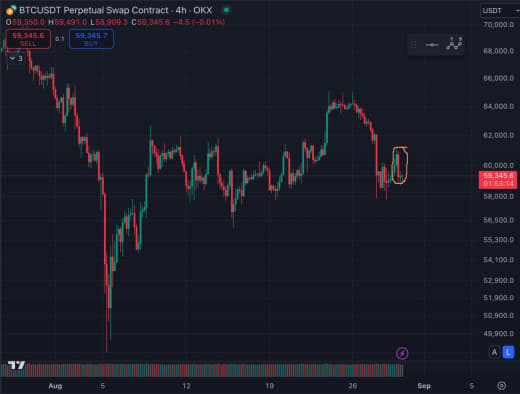 BTCUSDT Perpetual Swap Contract · 4h · OKX
USDT
O59,350.0 H59,491.0 L58,909.3 C59,345.6 −4.5 (−0.01%)
59,345.6
SELL
0.1
59,345.7
BUY
3
70,000.0
68,000.0
66,000.0
64,000.0
62,000.0
60,000.0
59,345.6
01:53:14
58,000.0
56,500.0
55,300.0
54,100.0
52,900.0
51,900.0
50,900.0
49,900.0
A
L
Aug
5
12
19
26
Sep
5